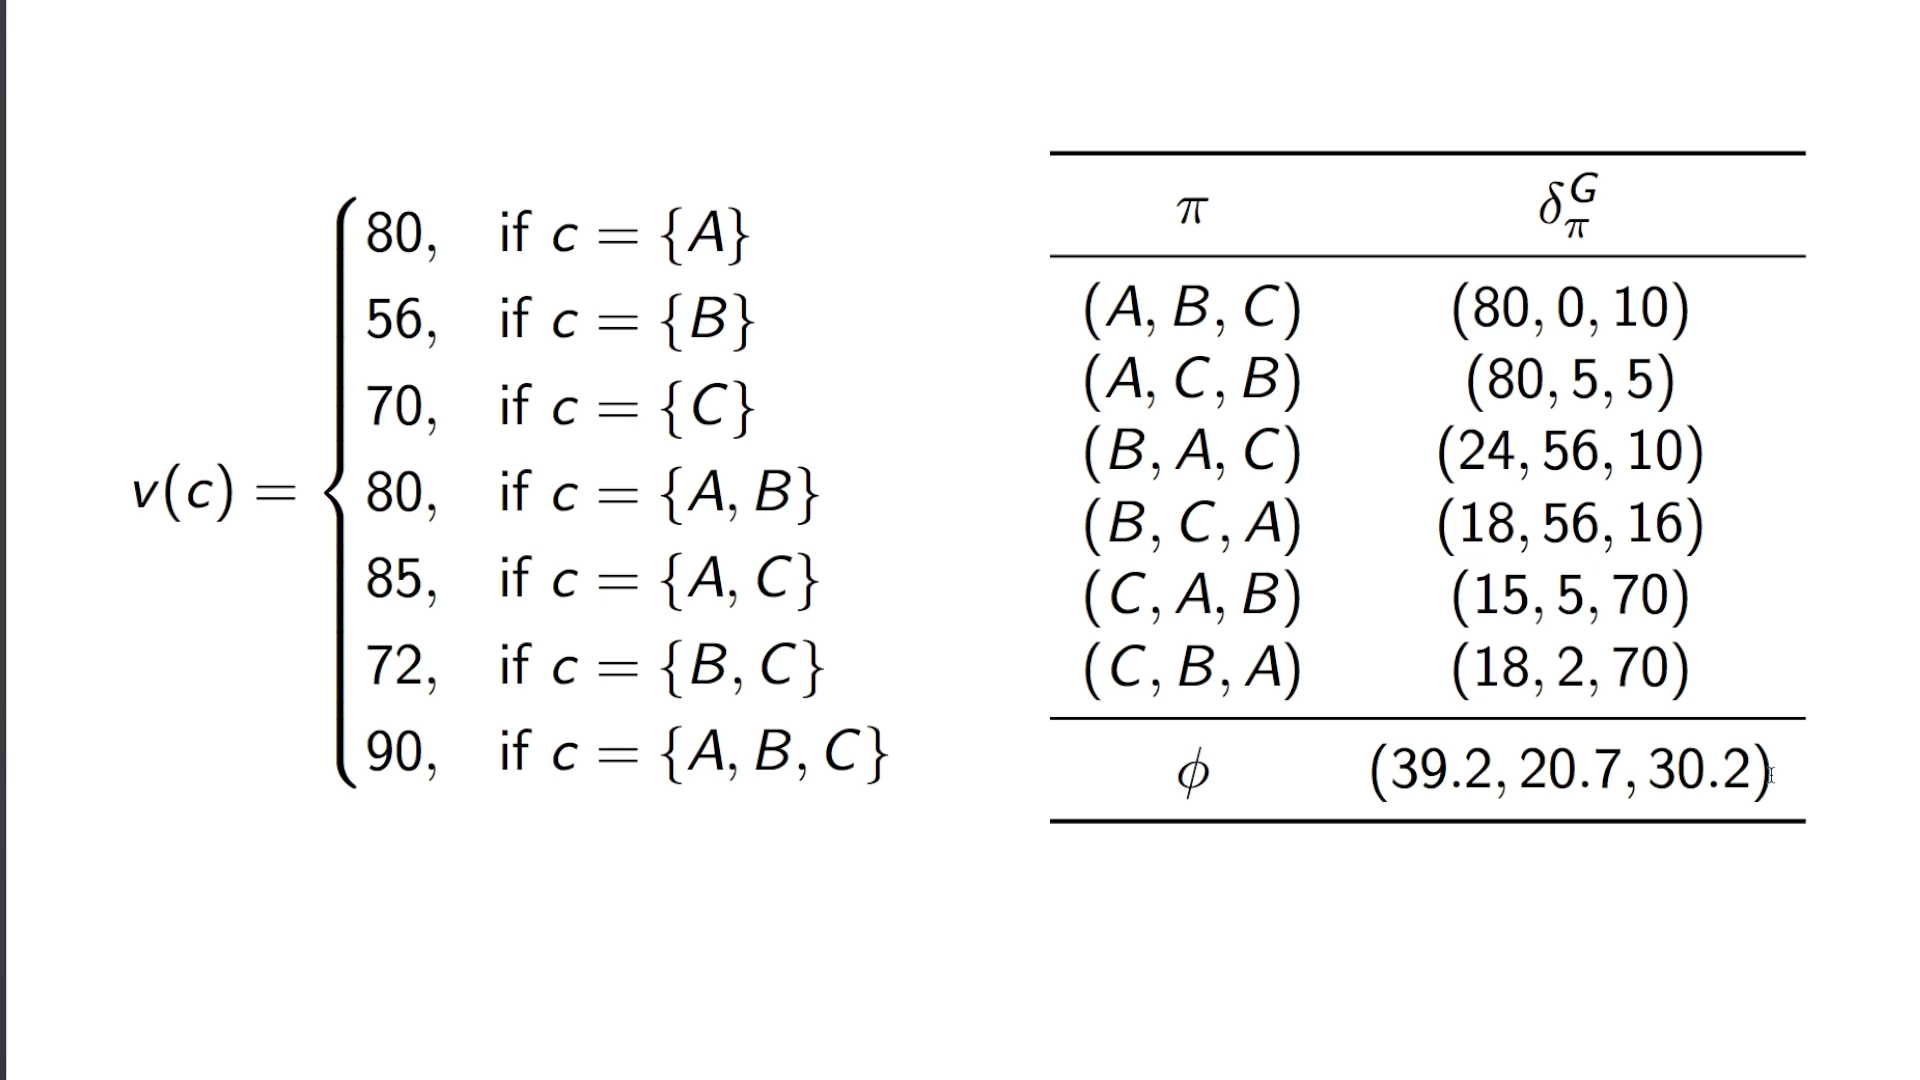 v(c) =
80, if c = {A}
56, if c = {B}
70, if c = {C}
80, if c = {A, B}
85, if c = {A, C}
72, if c = {B, C}
90, if c = {A, B, C}
π δ_π^G
(A, B, C) (80, 0, 10)
(A, C, B) (80, 5, 5)
(B, A, C) (24, 56, 10)
(B, C, A) (18, 56, 16)
(C, A, B) (15, 5, 70)
(C, B, A) (18, 2, 70)
ϕ (39.2, 20.7, 30.2)